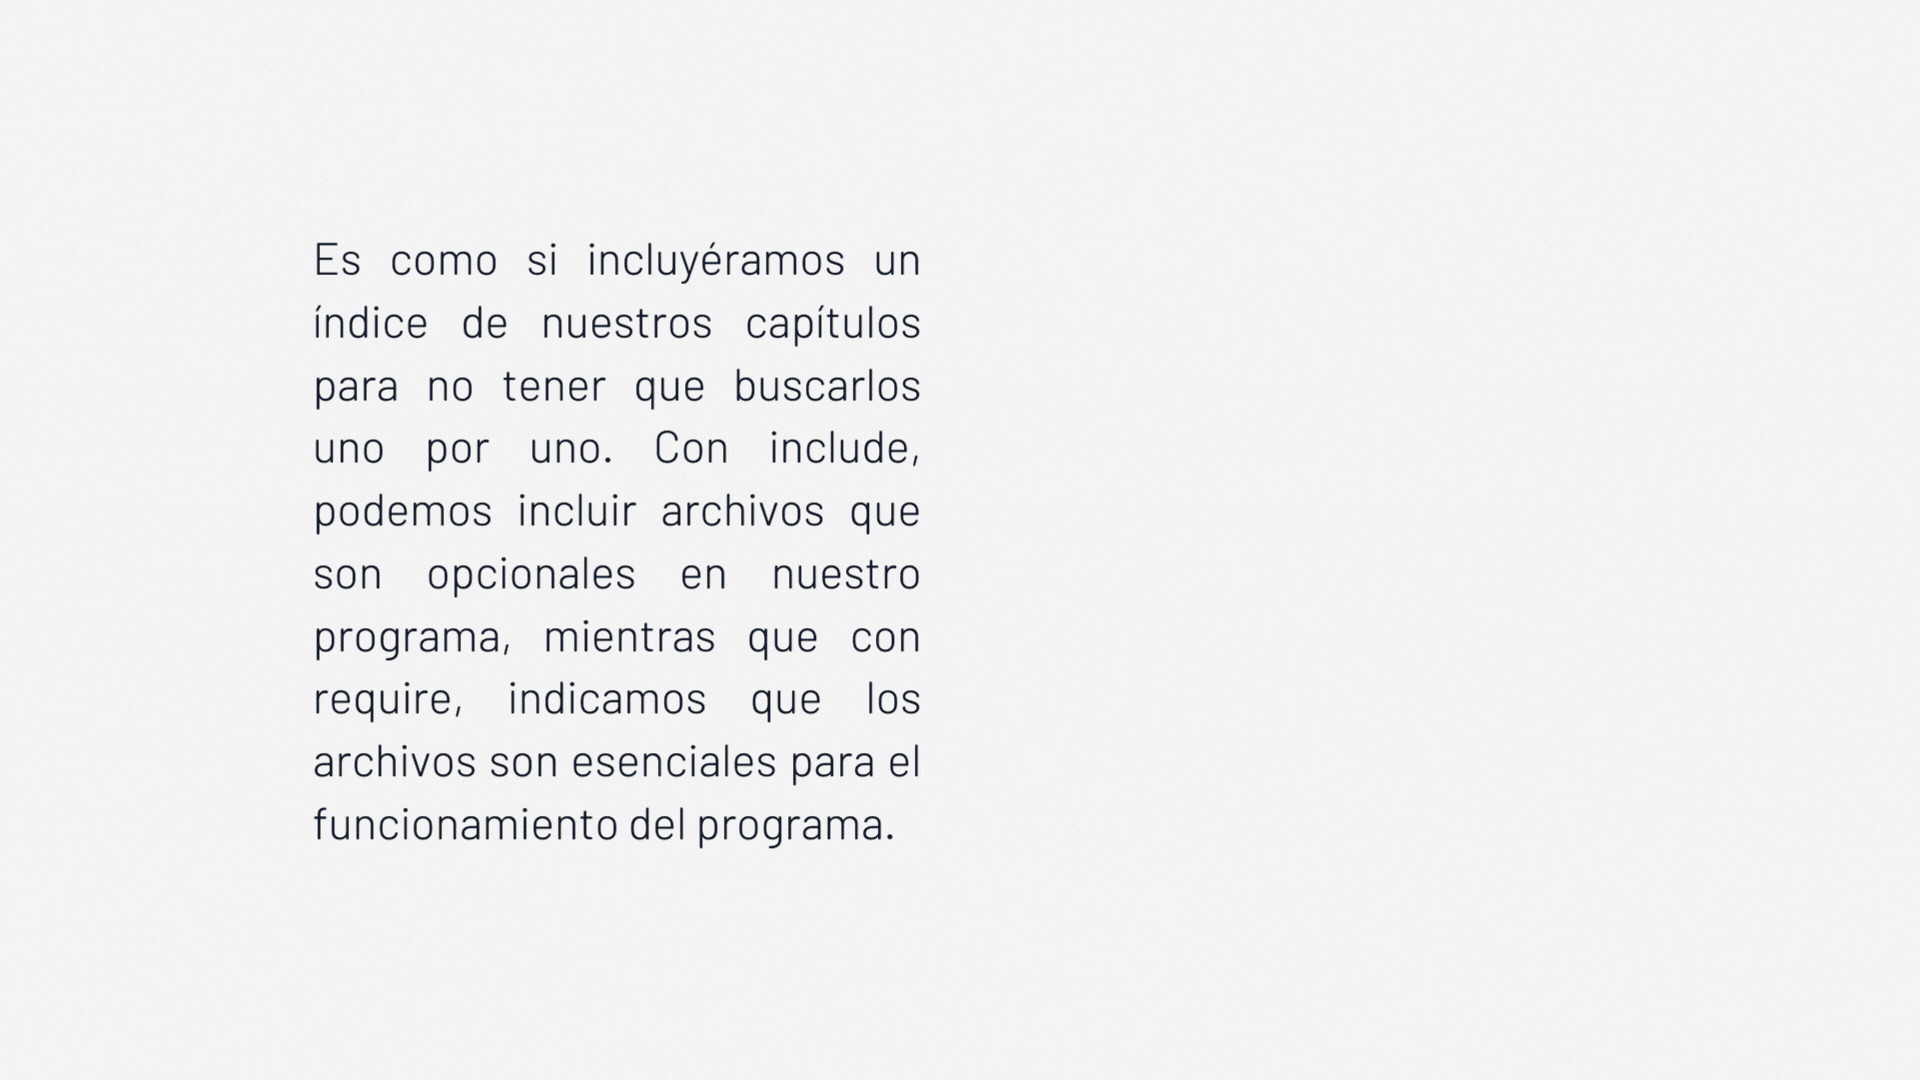 Es como si incluyéramos un
índice de nuestros capítulos
para no tener que buscarlos
uno por uno. Con include,
podemos incluir archivos que
son opcionales en nuestro
programa, mientras que con
require, indicamos que los
archivos son esenciales para el
funcionamiento del programa.